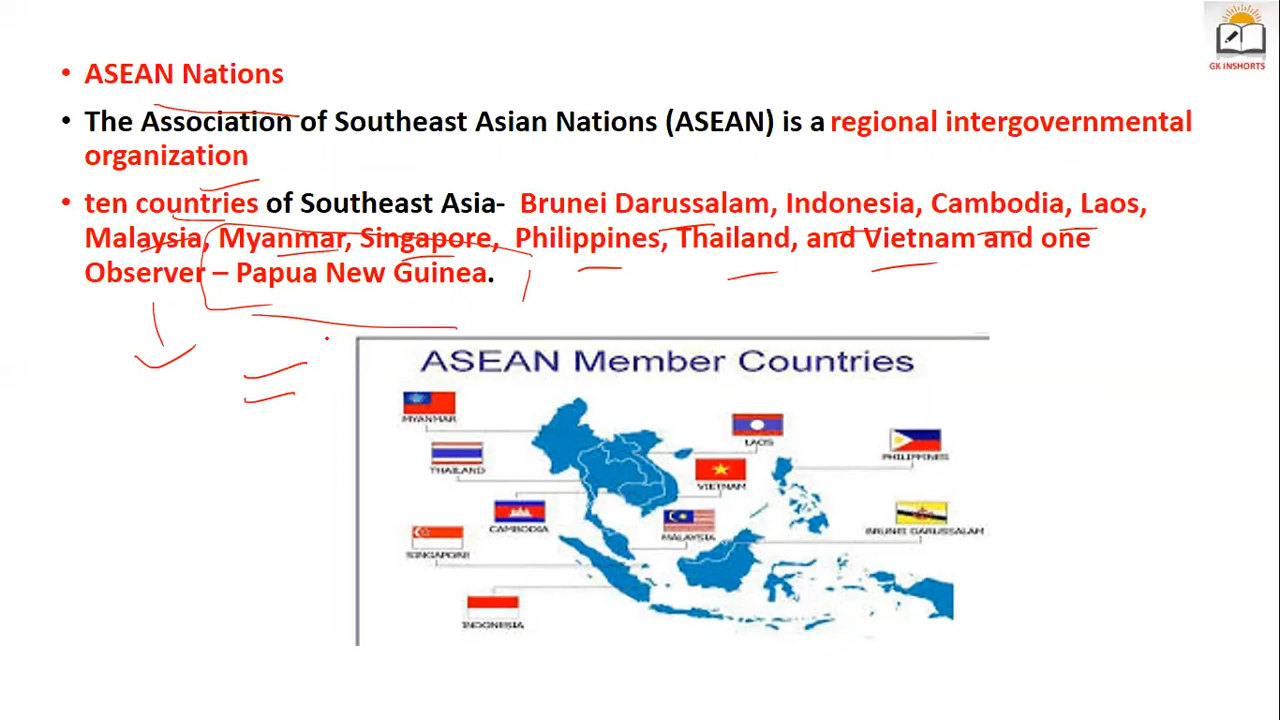 GK INSHORTS
• ASEAN Nations
• The Association of Southeast Asian Nations (ASEAN) is a regional intergovernmental
organization
• ten countries of Southeast Asia- Brunei Darussalam, Indonesia, Cambodia, Laos,
Malaysia, Myanmar, Singapore, Philippines, Thailand, and Vietnam and one
Observer – Papua New Guinea.
ASEAN Member Countries
MYANMAR
LAOS
PHILIPPINES
THAILAND
VIETNAM
CAMBODIA
MALAYSIA
BRUNEI DARUSSALAM
SINGAPORE
INDONESIA